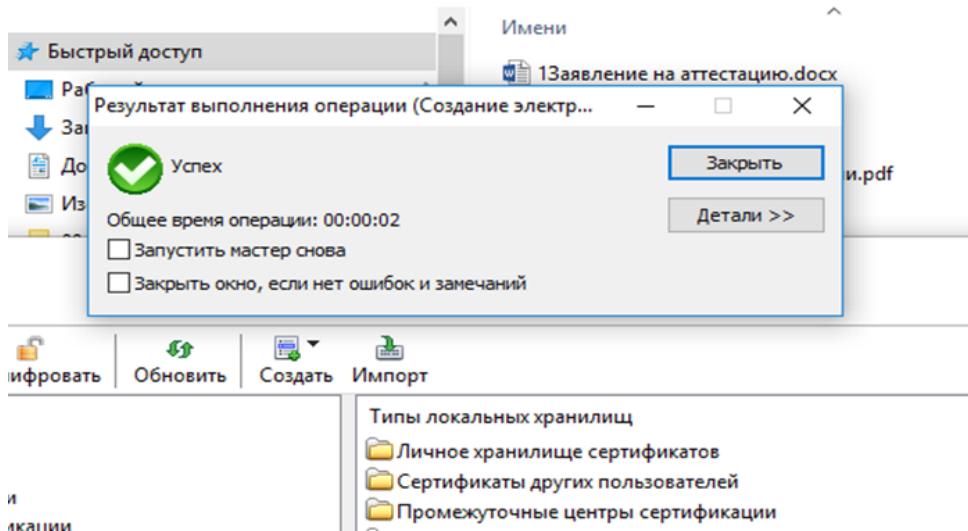 Имени
Быстрый доступ
1Заявление на аттестацию.docx
Результат выполнения операции (Создание электр...
Успех
Закрыть
и.pdf
Детали >>
Общее время операции: 00:00:02
Запустить мастер снова
Закрыть окно, если нет ошибок и замечаний
ифровать
Обновить
Создать
Импорт
Типы локальных хранилищ
Личное хранилище сертификатов
Сертификаты других пользователей
и
Промежуточные центры сертификации
икации